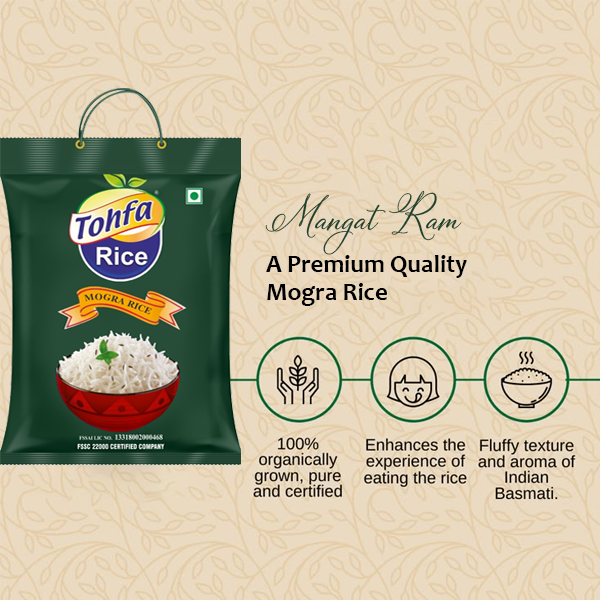 Tohfa
Rice
MOGRA RICE
FSSAI LIC NO. 13318002000468
FSSC 22000 CERTIFIED COMPANY
Mangat Ram
A Premium Quality
Mogra Rice
100%
organically
grown, pure
and certified
Enhances the
experience of
eating the rice
Fluffy texture
and aroma of
Indian
Basmati.